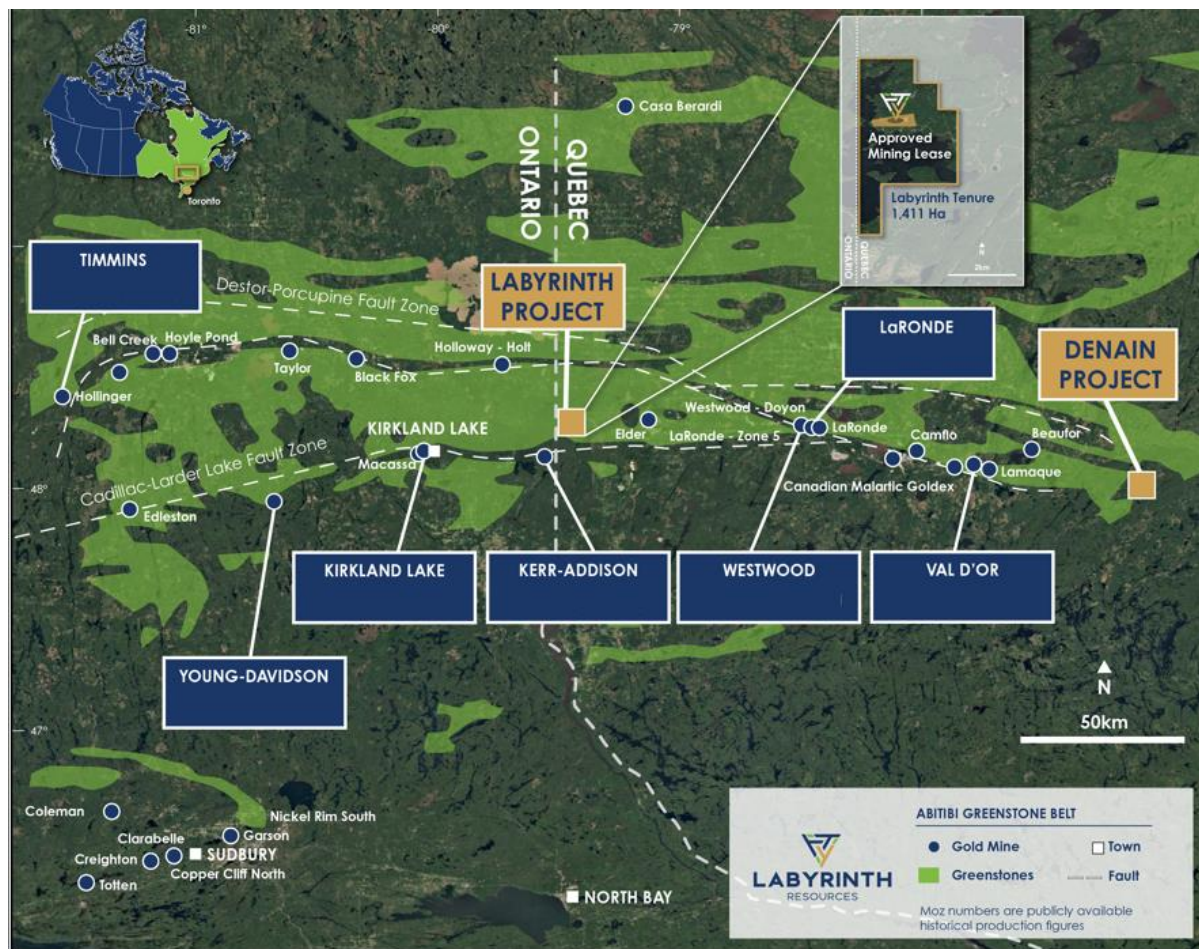 -81°
-80°
-79°
Toronto
Casa Berardi
ONTARIO
QUEBEC
Approved
Mining Lease
Labyrinth Tenure
1,411 Ha
ONTARIO
QUEBEC
N
2km
TIMMINS
Destor-Porcupine Fault Zone
LABYRINTH
PROJECT
LaRONDE
DENAIN
PROJECT
Bell Creek
Hoyle Pond
Taylor
Black Fox
Holloway - Holt
Hollinger
KIRKLAND LAKE
Macassa
Elder
Westwood - Doyon
LaRonde
LaRonde - Zone 5
Camflo
Beaufor
Lamaque
Canadian Malartic Goldex
48°
Cadillac-Larder Lake Fault Zone
Edleston
KIRKLAND LAKE
KERR-ADDISON
WESTWOOD
VAL D'OR
YOUNG-DAVIDSON
N
50km
47°
Coleman
Nickel Rim South
Clarabelle
Garson
Creighton
SUDBURY
Copper Cliff North
Totten
NORTH BAY
LABYRINTH
RESOURCES
ABITIBI GREENSTONE BELT
Gold Mine
Town
Greenstones
Fault
Moz numbers are publicly available
historical production figures